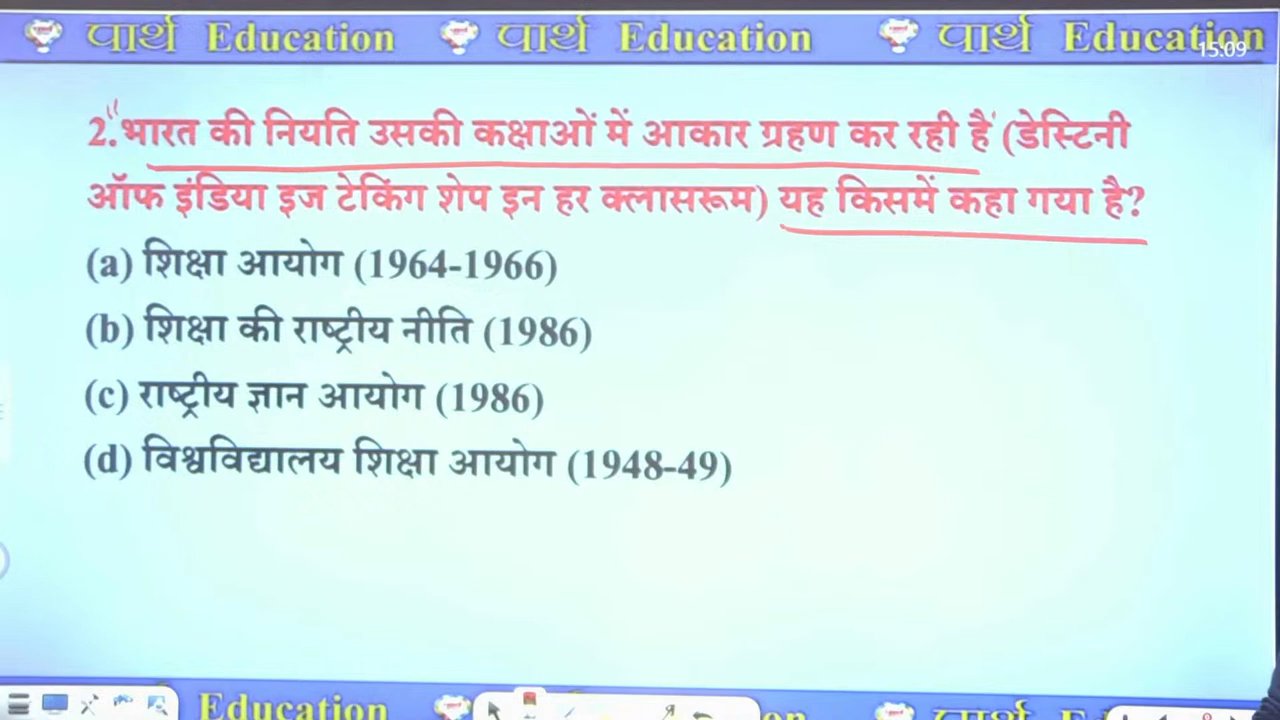 पार्थ Education पार्थ Education पार्थ Education
15:09
2. भारत की नियति उसकी कक्षाओं में आकार ग्रहण कर रही है' (डेस्टिनी
ऑफ इंडिया इज टेकिंग शेप इन हर क्लासरूम) यह किसमें कहा गया है?
(a) शिक्षा आयोग (1964-1966)
(b) शिक्षा की राष्ट्रीय नीति (1986)
(c) राष्ट्रीय ज्ञान आयोग (1986)
(d) विश्वविद्यालय शिक्षा आयोग (1948-49)
Education